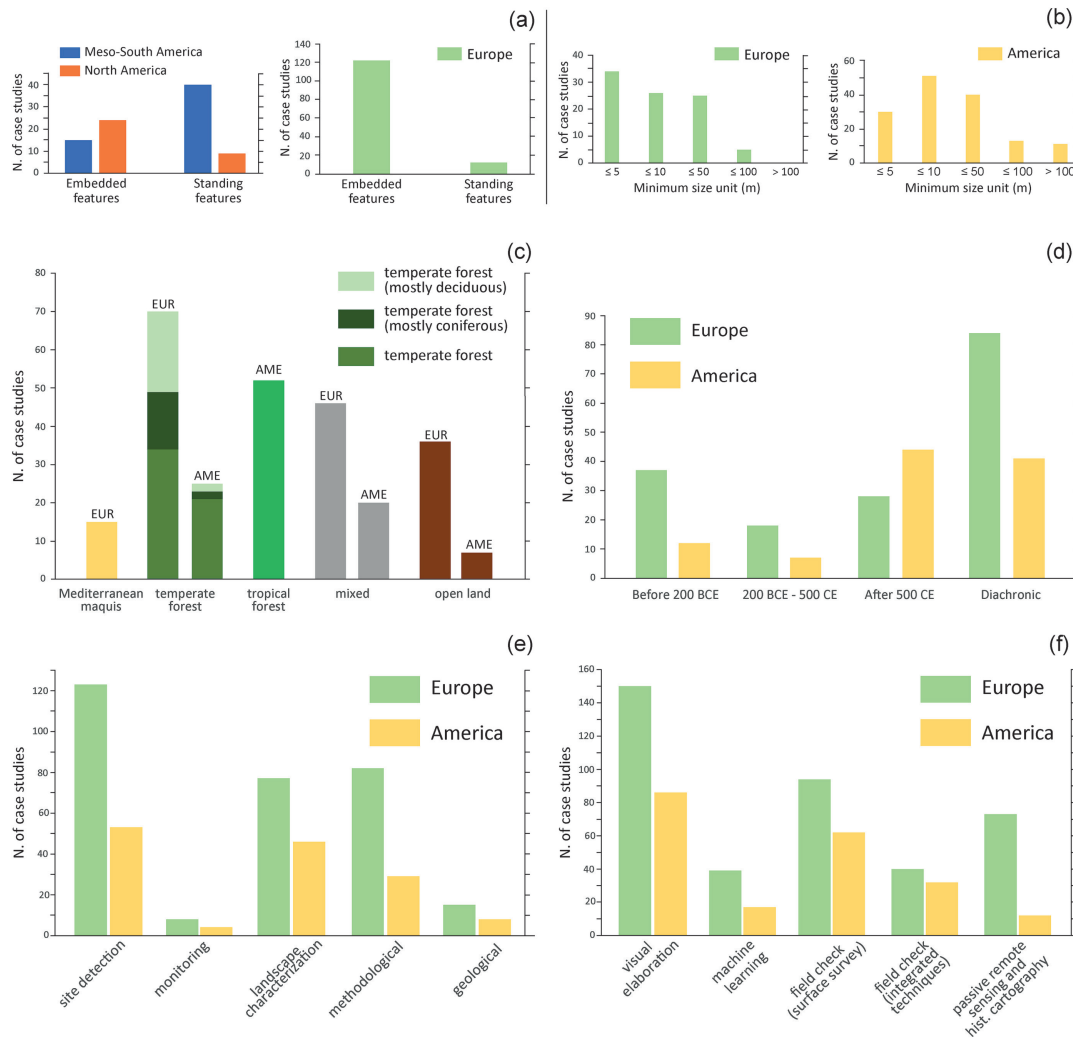 (a)
Meso-South America
North America
N. of case studies
40
30
20
10
0
Embedded
features
Standing
features
Europe
N. of case studies
140
120
100
80
60
40
20
0
Embedded
features
Standing
features
(b)
Europe
N. of case studies
40
30
20
10
0
≤ 5 ≤ 10 ≤ 50 ≤ 100 > 100
Minimum size unit (m)
America
N. of case studies
60
40
20
0
≤ 5 ≤ 10 ≤ 50 ≤ 100 > 100
Minimum size unit (m)
(c)
temperate forest
(mostly deciduous)
temperate forest
(mostly coniferous)
temperate forest
N. of case studies
80
70
60
50
40
30
20
10
0
EUR
EUR
AME
AME
EUR
AME
EUR
AME
Mediterranean
maquis
temperate
forest
tropical
forest
mixed
open land
(d)
Europe
America
N. of case studies
90
80
70
60
50
40
30
20
10
0
Before 200 BCE
200 BCE - 500 CE
After 500 CE
Diachronic
(e)
Europe
America
N. of case studies
120
100
80
60
40
20
0
site detection
monitoring
landscape
characterization
methodological
geological
(f)
Europe
America
N. of case studies
160
140
120
100
80
60
40
20
0
visual
elaboration
machine
learning
field check
(surface survey)
field check
(integrated
techniques)
passive remote
sensing and
hist. cartography